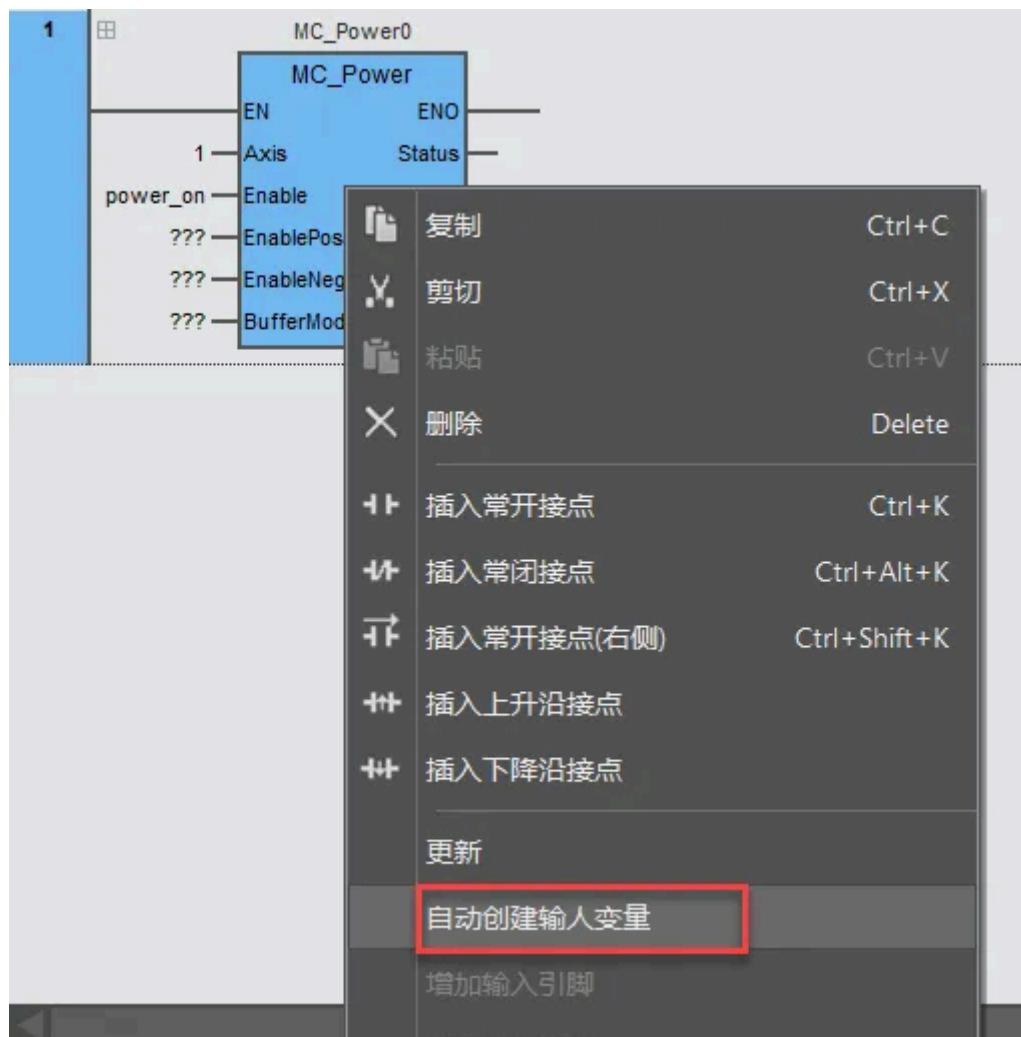 1
MC_Power0
MC_Power
EN ENO
1 Axis Status
power_on Enable
??? EnablePos
??? EnableNeg
??? BufferMod
复制 Ctrl+C
剪切 Ctrl+X
粘贴 Ctrl+V
删除 Delete
插入常开接点 Ctrl+K
插入常闭接点 Ctrl+Alt+K
插入常开接点(右侧) Ctrl+Shift+K
插入上升沿接点
插入下降沿接点
更新
自动创建输人变量
增加输入引脚